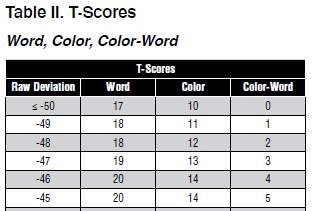 Table II. T-Scores
Word, Color, Color-Word
T-Scores
Raw Deviation Word Color Color-Word
≤ -50 17 10 0
-49 18 11 1
-48 18 12 2
-47 19 13 3
-46 20 14 4
-45 20 14 5